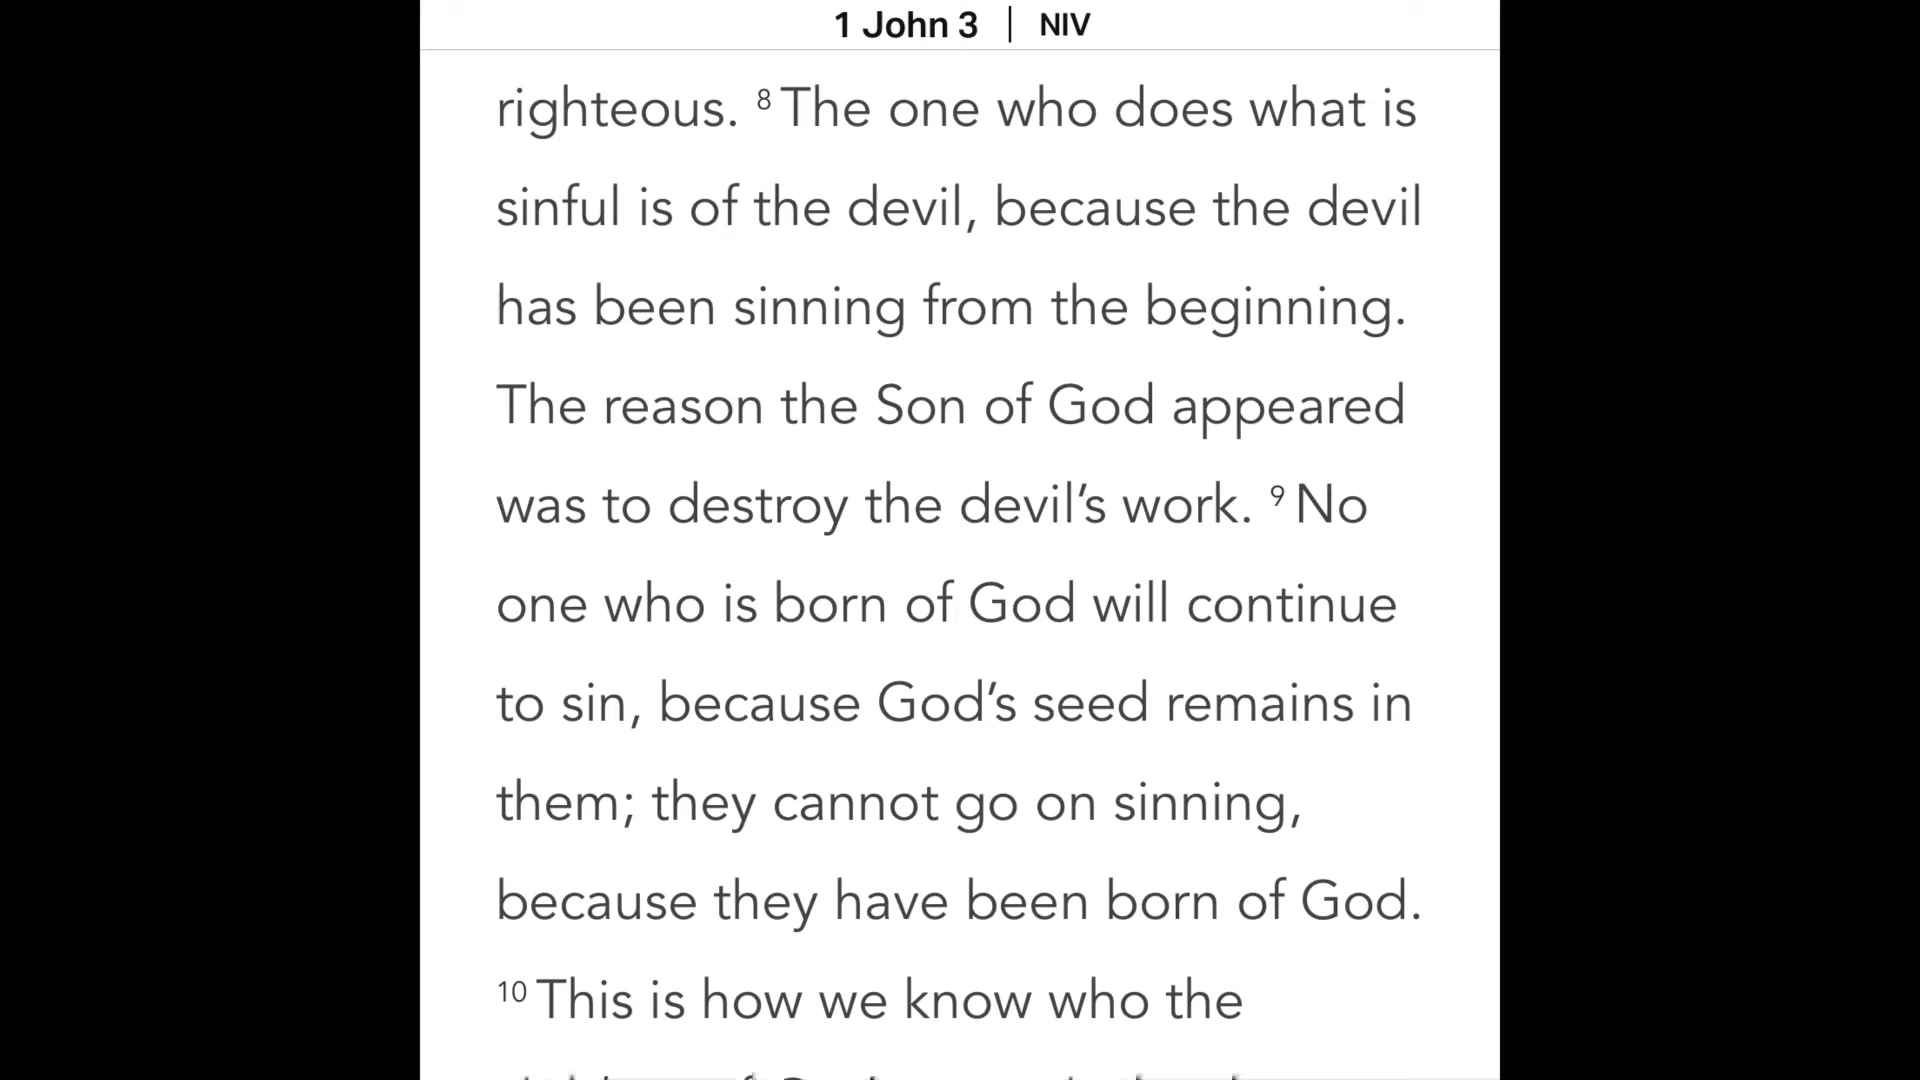 1 John 3 | NIV
righteous. 8 The one who does what is
sinful is of the devil, because the devil
has been sinning from the beginning.
The reason the Son of God appeared
was to destroy the devil’s work. 9 No
one who is born of God will continue
to sin, because God’s seed remains in
them; they cannot go on sinning,
because they have been born of God.
10 This is how we know who the